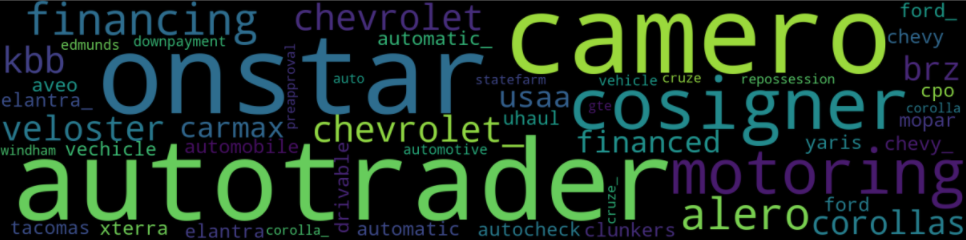 financing
chevrolet
camero
ford_
edmunds
downpayment
automatic_
chevy
kbb
onstar
preapproval
auto
statefarm
vehicle
cruze
repossession
brz
aveo
elantra_
usaa
cosigner
cpo
gte
corolla
veloster
carmax
chevrolet_
uhaul
financed
mopar
windham
vechicle
automobile
automotive
yaris
chevy_
autotrader
drivable
cruze_
motoring
alero
ford
corollas
tacomas
xterra
elantra
corolla_
automatic
autocheck
clunkers